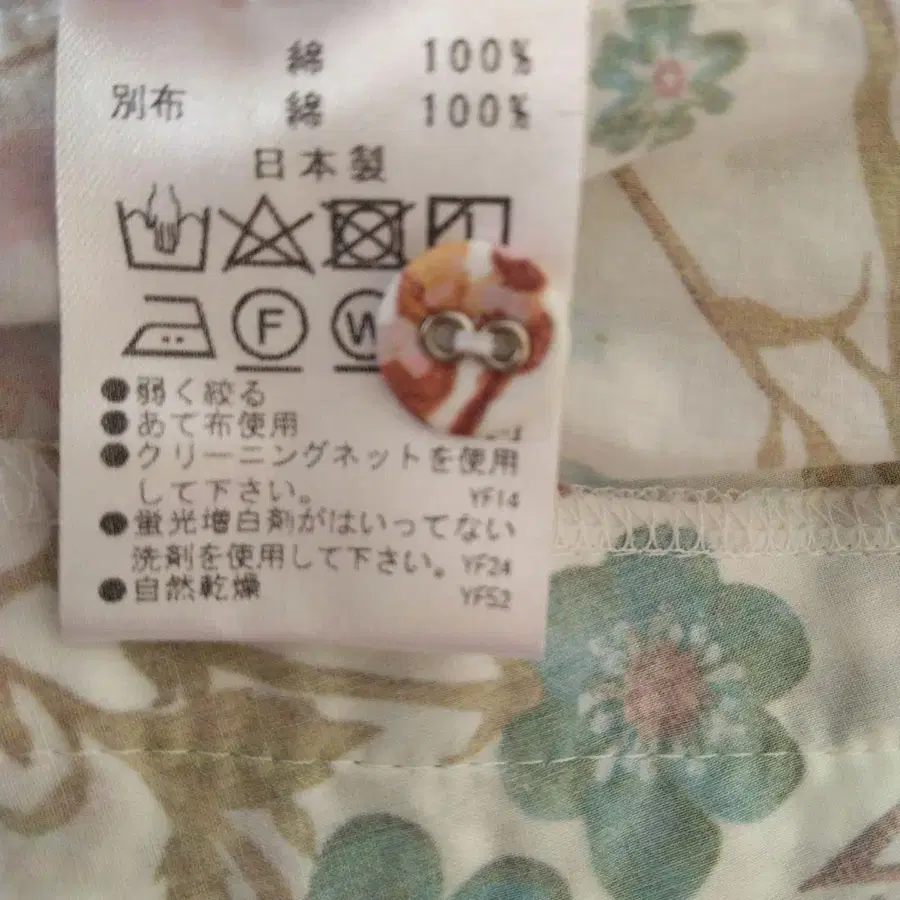 綿 100%
別布 綿 100%
日本製
F W
●弱く絞る
●あて布使用
●クリーニングネットを使用
して下さい。 YF14
●蛍光増白剤がはいってない
洗剤を使用して下さい。 YF24
●自然乾燥 YF52